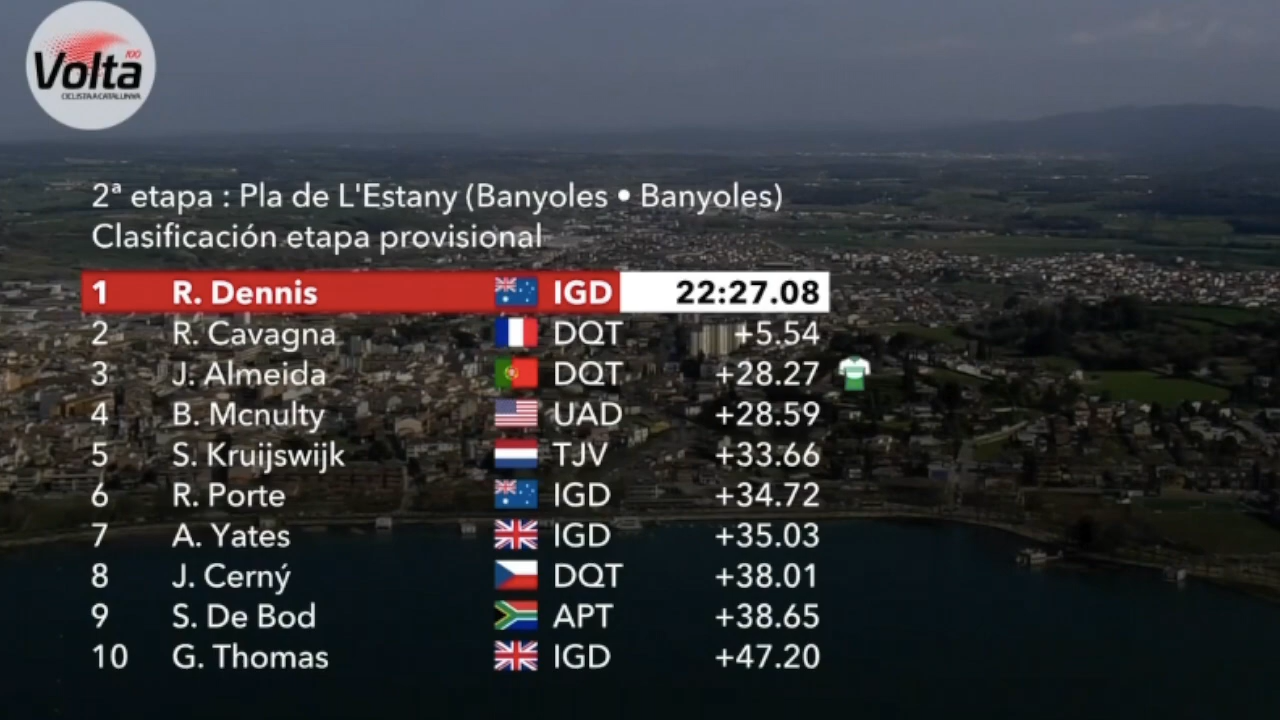 Volta 100
CICLISTA A CATALUNYA
2ª etapa : Pla de L'Estany (Banyoles • Banyoles)
Clasificación etapa provisional
1 R. Dennis IGD 22:27.08
2 R. Cavagna DQT +5.54
3 J. Almeida DQT +28.27
4 B. Mcnulty UAD +28.59
5 S. Kruijswijk TJV +33.66
6 R. Porte IGD +34.72
7 A. Yates IGD +35.03
8 J. Cerný DQT +38.01
9 S. De Bod APT +38.65
10 G. Thomas IGD +47.20